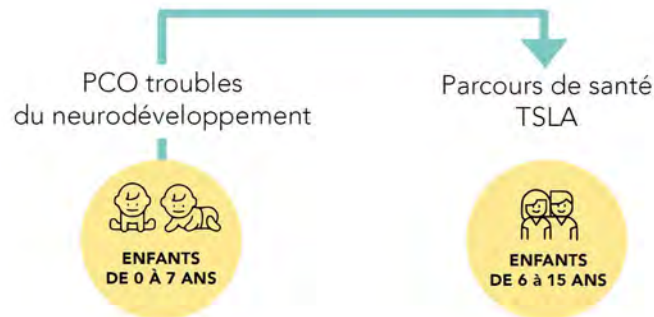 PCO troubles
du neurodéveloppement
Parcours de santé
TSLA
ENFANTS
DE 0 À 7 ANS
ENFANTS
DE 6 à 15 ANS